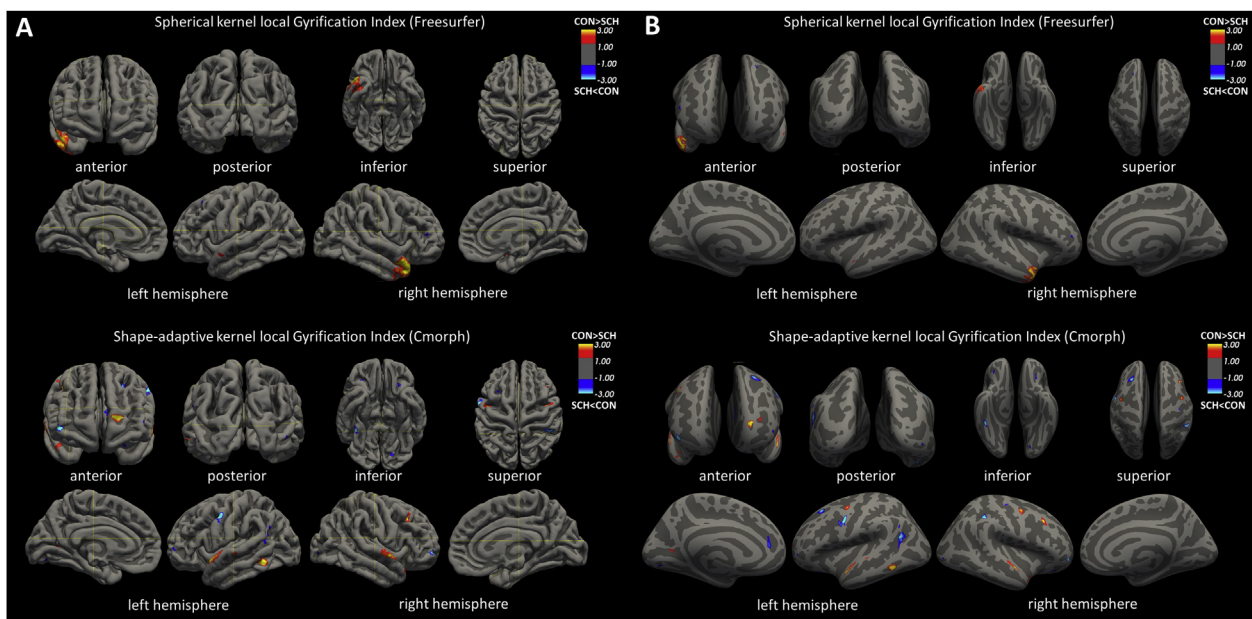 A
Spherical kernel local Gyrification Index (Freesurfer)
CON>SCH
3.00
1.00
-1.00
-3.00
SCH<CON
anterior posterior inferior superior
left hemisphere right hemisphere
Shape-adaptive kernel local Gyrification Index (Cmorph)
CON>SCH
3.00
1.00
-1.00
-3.00
SCH<CON
anterior posterior inferior superior
left hemisphere right hemisphere
B
Spherical kernel local Gyrification Index (Freesurfer)
CON>SCH
3.00
1.00
-1.00
-3.00
SCH<CON
anterior posterior inferior superior
left hemisphere right hemisphere
Shape-adaptive kernel local Gyrification Index (Cmorph)
CON>SCH
3.00
1.00
-1.00
-3.00
SCH<CON
anterior posterior inferior superior
left hemisphere right hemisphere